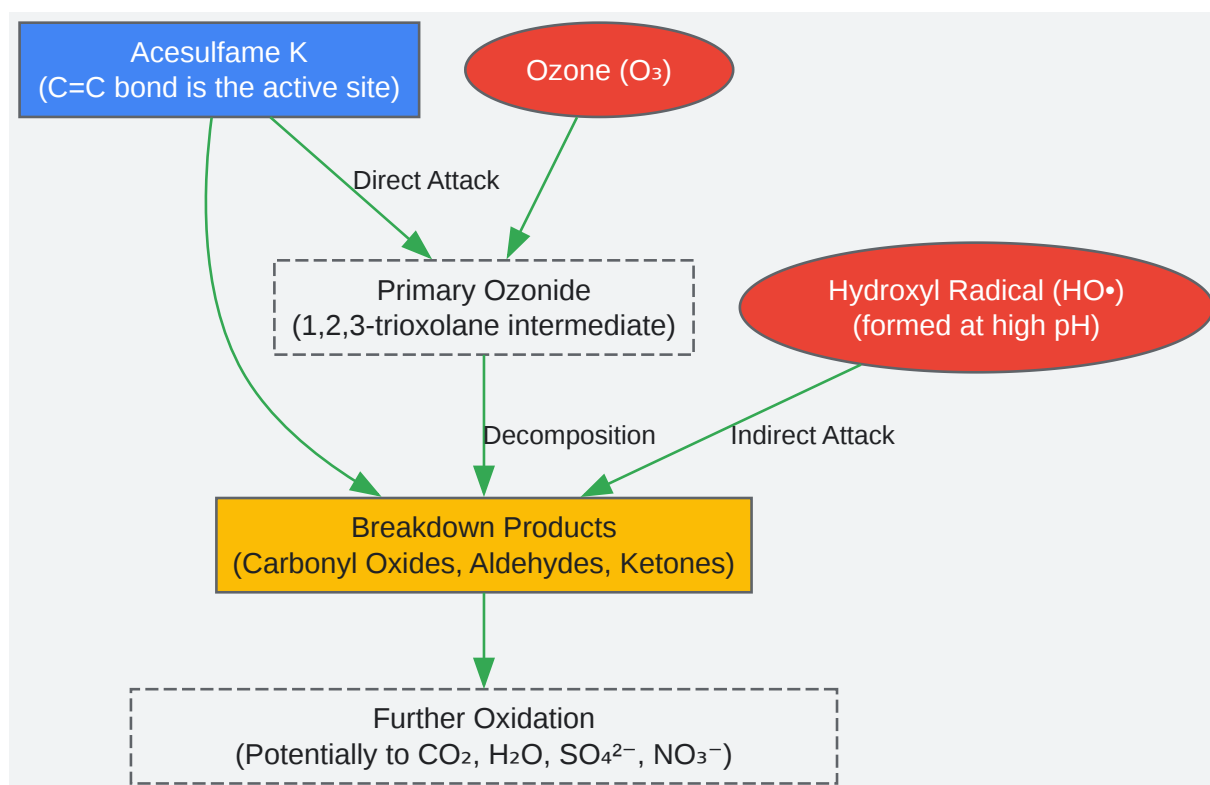 Acesulfame K
(C=C bond is the active site)
Ozone (O₃)
Direct Attack
Primary Ozonide
(1,2,3-trioxolane intermediate)
Hydroxyl Radical (HO•)
(formed at high pH)
Decomposition
Indirect Attack
Breakdown Products
(Carbonyl Oxides, Aldehydes, Ketones)
Further Oxidation
(Potentially to CO₂, H₂O, SO₄²⁻, NO₃⁻)